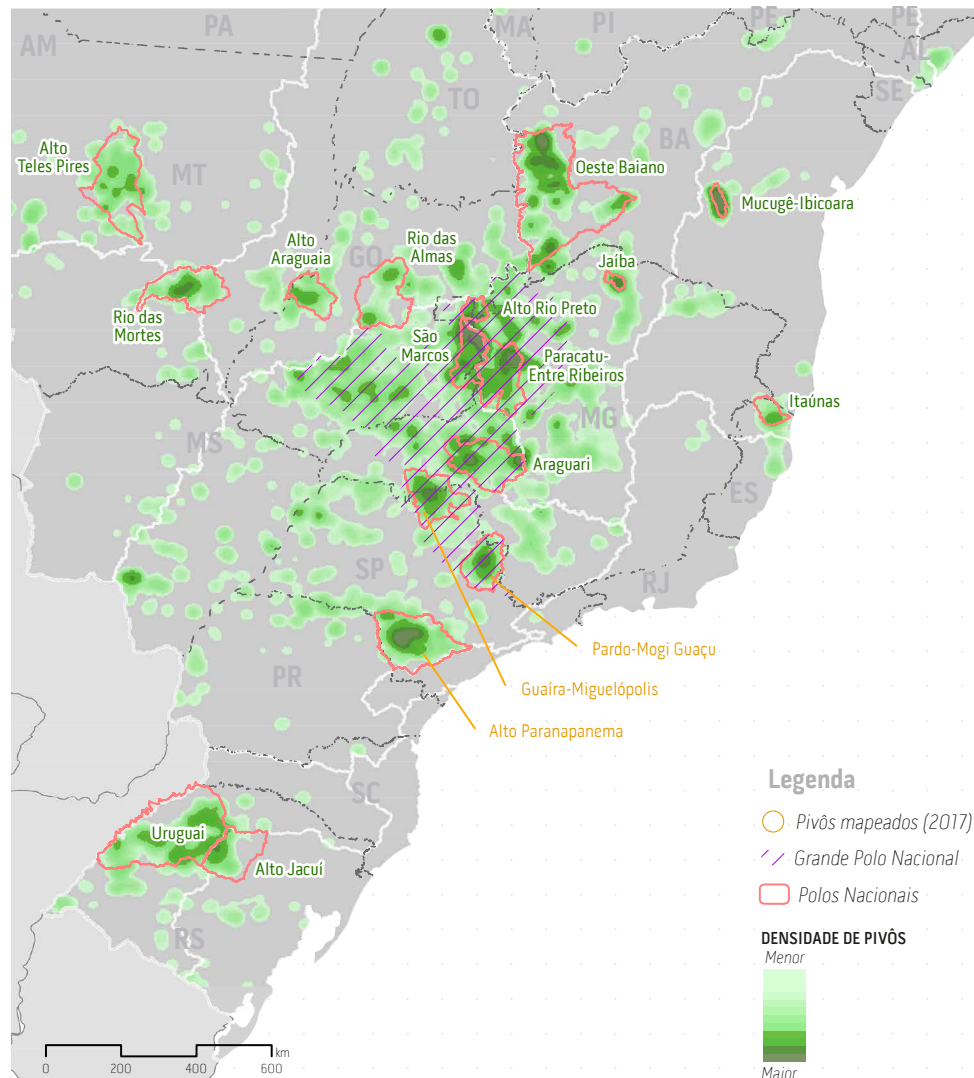 PA
MA
PI
PE
PE
AM
AL
TO
SE
BA
Alto
Teles Pires
MT
Oeste Baiano
Mucugê-Ibicoara
Alto
Araguaia
GO
Rio das
Almas
Jaíba
Rio das
Mortes
Alto Rio Preto
São
Marcos
Paracatu-
Entre Ribeiros
Itaúnas
MG
MS
Araguari
ES
SP
RJ
Pardo-Mogi Guaçu
PR
Guaíra-Miguelópolis
Alto Paranapanema
SC
Uruguai
Alto Jacuí
RS
Legenda
Pivôs mapeados (2017)
Grande Polo Nacional
Polos Nacionais
DENSIDADE DE PIVÔS
Menor
Maior
km
0 200 400 600